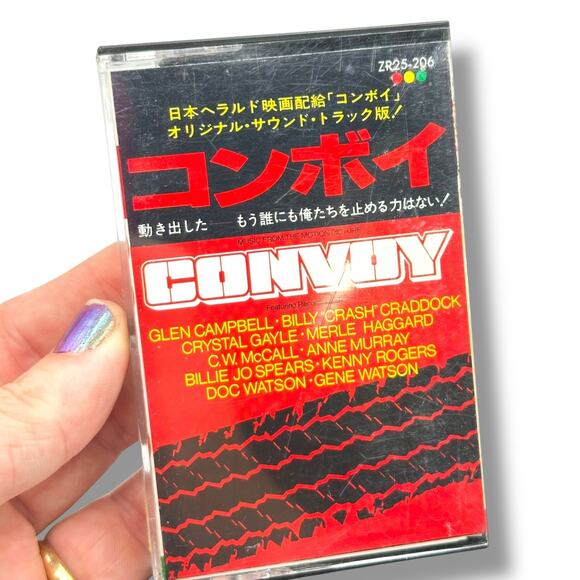 ZR25-206
日本ヘラルド映画配給「コンボイ」
オリジナル・サウンド・トラック版!
コンボイ
動き出した もう誰にも俺たちを止める力はない!
MUSIC FROM THE MOTION PICTURE
CONVOY
Featuring
GLEN CAMPBELL・BILLY "CRASH" CRADDOCK
CRYSTAL GAYLE・MERLE HAGGARD
C.W. McCALL・ANNE MURRAY
BILLIE JO SPEARS・KENNY ROGERS
DOC WATSON・GENE WATSON